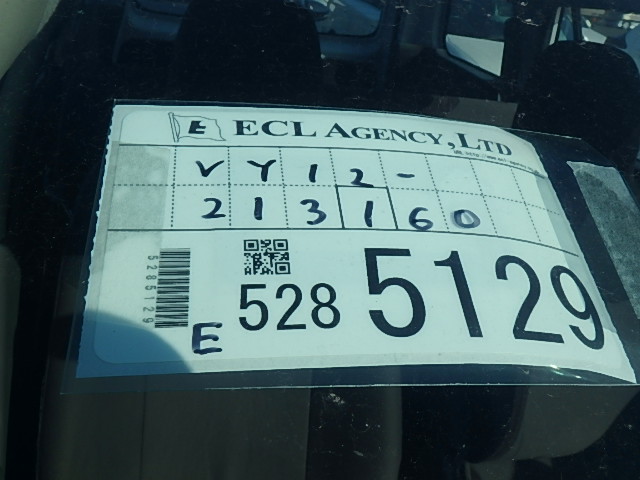 E ECL AGENCY, LTD
VY12-
213160
5285129
E 528 5129